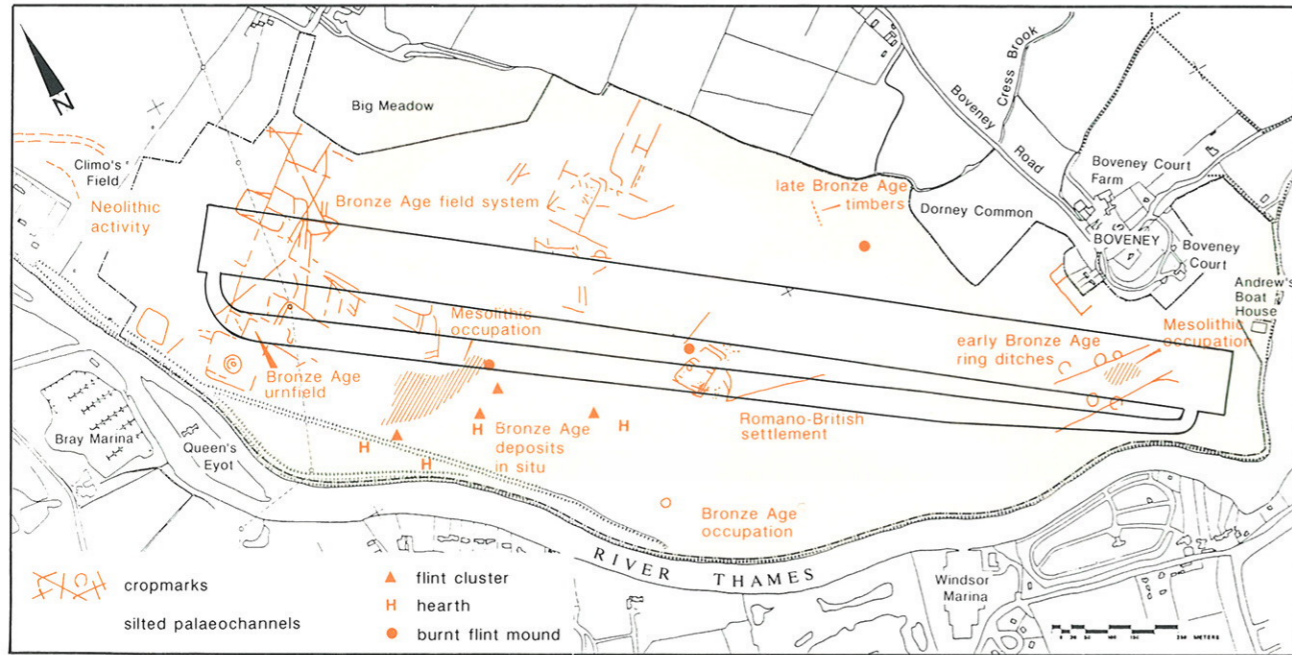 N
Big Meadow
Climo's
Field
Neolithic
activity
Bronze Age field system
late Bronze Age
timbers
Dorney Common
Boveney
Road
Cress Brook
Boveney Court
Farm
BOVENEY
Boveney
Court
Andrew's
Boat
House
Mesolithic
occupation
early Bronze Age
ring ditches
Mesolithic
occupation
Bronze Age
urnfield
Bray Marina
Queen's
Eyot
H
H
H
H
Bronze Age
deposits
in situ
Romano-British
settlement
Bronze Age
occupation
RIVER THAMES
Windsor
Marina
cropmarks
silted palaeochannels
flint cluster
H hearth
burnt flint mound
METERS